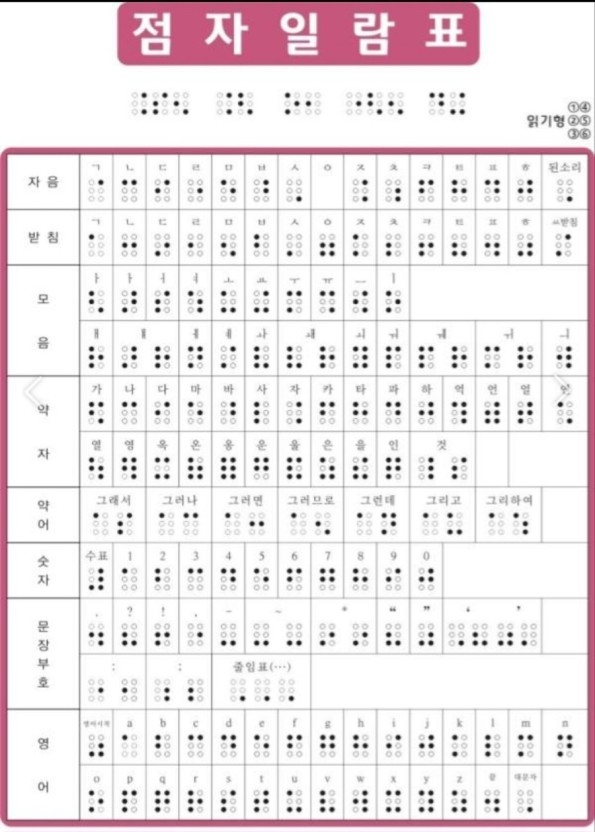 점자일람표
①④
읽기형 ②⑤
③⑥
자음 ㄱ ㄴ ㄷ ㄹ ㅁ ㅂ ㅅ ㅇ ㅈ ㅊ ㅋ ㅌ ㅍ ㅎ 된소리
받침 ㄱ ㄴ ㄷ ㄹ ㅁ ㅂ ㅅ ㅇ ㅈ ㅊ ㅋ ㅌ ㅍ ㅎ ㅆ받침
모음
ㅏ ㅑ ㅓ ㅕ ㅗ ㅛ ㅜ ㅠ ㅡ ㅣ
약자
가 나 다 마 바 사 자 카 타 파 하 억 언 얼
열 영 옥 온 옹 운 울 은 을 인 것
약어 그래서 그러나 그러면 그러므로 그런데 그리고 그리하여
숫자 수표 1 2 3 4 5 6 7 8 9 0
문장부호
. ? ! , - ~ * “ ” ‘ ’
: ; 줄임표(…)
영어
영어시작 a b c d e f g h i j k l m n
o p q r s t u v w x y z 끝 대문자